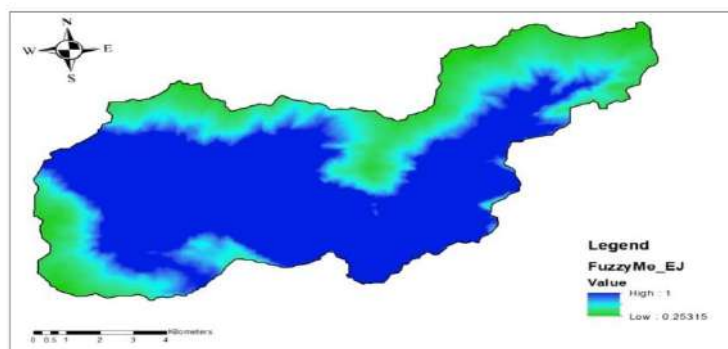 N
W E
S
Legend
FuzzyMe_EJ
Value
High : 1
Low : 0.25315
Kilometers
0 0.5 1 2 3 4